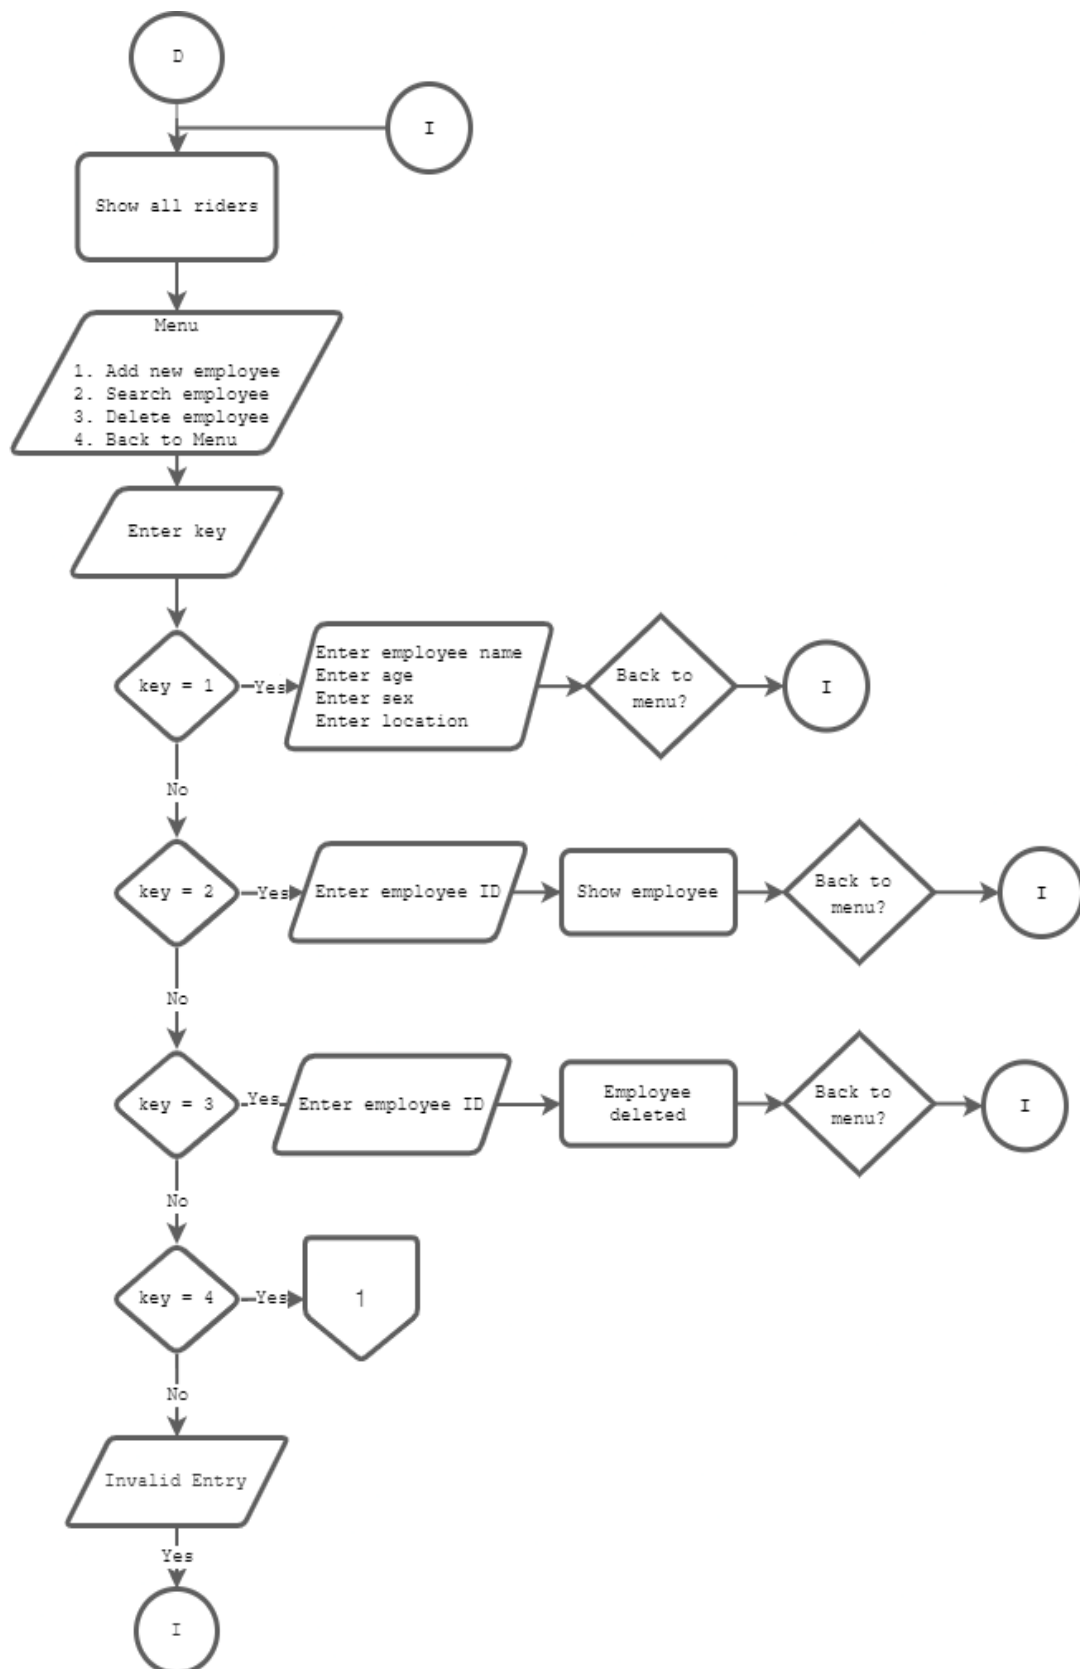 D
I
Show all riders
Menu
1. Add new employee
2. Search employee
3. Delete employee
4. Back to Menu
Enter key
key = 1
Yes
Enter employee name
Enter age
Enter sex
Enter location
Back to
menu?
I
No
key = 2
Yes
Enter employee ID
Show employee
Back to
menu?
I
No
key = 3
Yes
Enter employee ID
Employee
deleted
Back to
menu?
I
No
key = 4
Yes
1
No
Invalid Entry
Yes
I